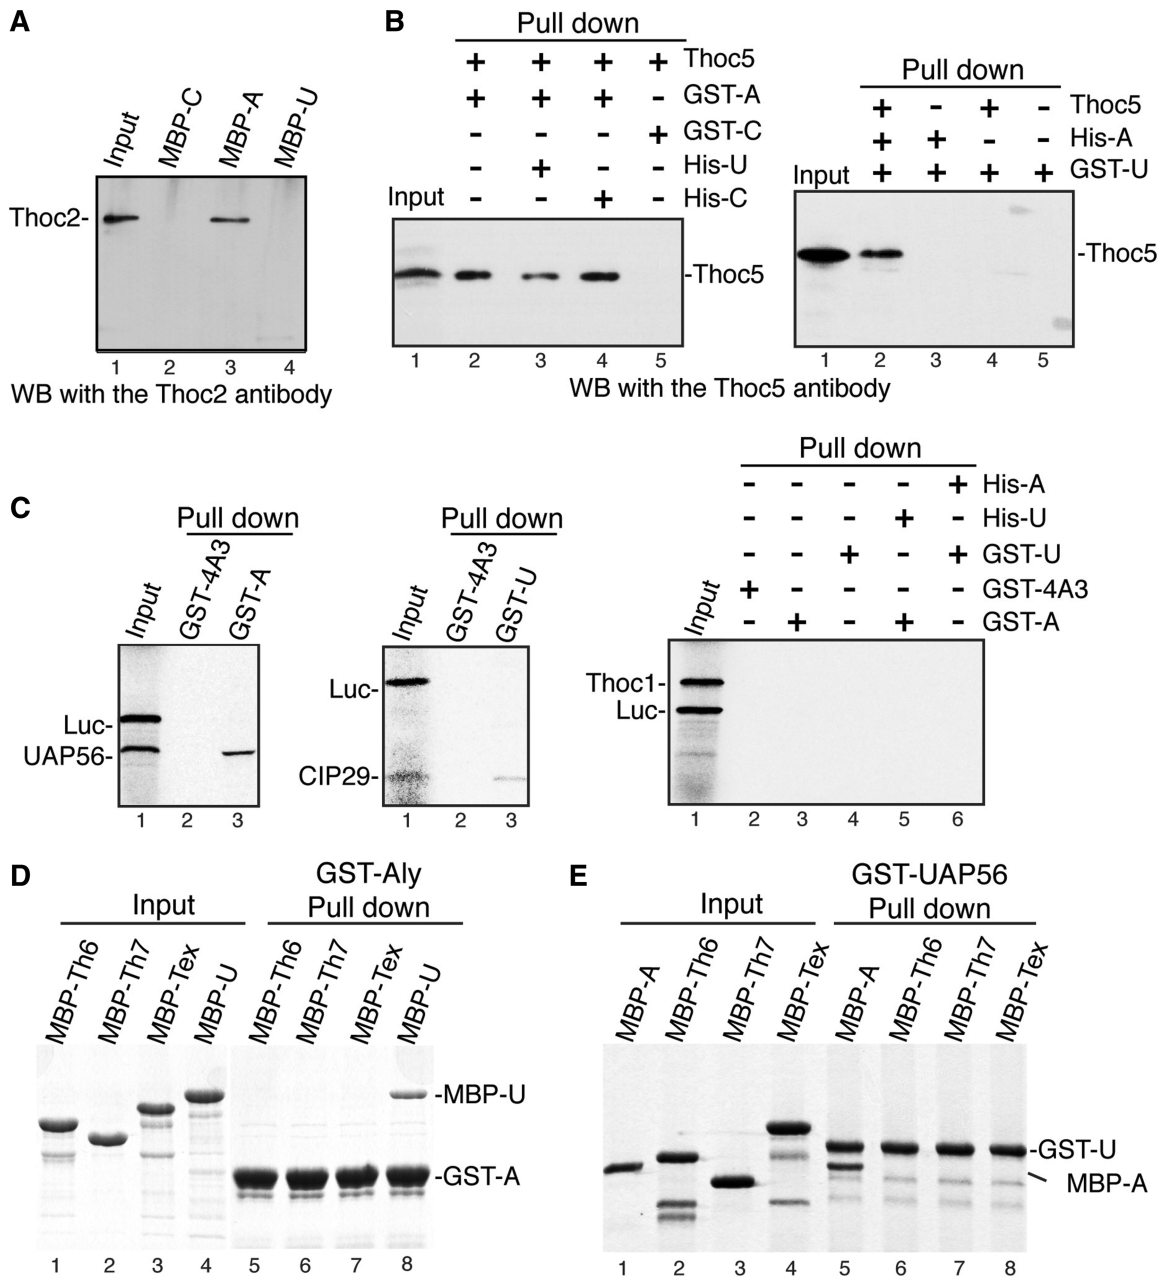 A
Input
MBP-C
MBP-A
MBP-U
Thoc2-
1 2 3 4
WB with the Thoc2 antibody
B
Pull down
+ + + + Thoc5
+ + + - GST-A
- - - + GST-C
- + - - His-U
Input - - + - His-C
-Thoc5
1 2 3 4 5
Pull down
+ - + - Thoc5
+ + - - His-A
Input + + + + GST-U
-Thoc5
1 2 3 4 5
WB with the Thoc5 antibody
C
Pull down
Input
GST-4A3
GST-A
Luc-
UAP56-
1 2 3
Pull down
Input
GST-4A3
GST-U
Luc-
CIP29-
1 2 3
Pull down
- - - - + His-A
- - - + - His-U
- - + - + GST-U
+ - - - - GST-4A3
- + - + - GST-A
Input
Thoc1-
Luc-
1 2 3 4 5 6
D
Input
GST-Aly
Pull down
MBP-Th6
MBP-Th7
MBP-Tex
MBP-U
MBP-Th6
MBP-Th7
MBP-Tex
MBP-U
-MBP-U
-GST-A
1 2 3 4 5 6 7 8
E
Input
GST-UAP56
Pull down
MBP-A
MBP-Th6
MBP-Th7
MBP-Tex
MBP-A
MBP-Th6
MBP-Th7
MBP-Tex
-GST-U
MBP-A
1 2 3 4 5 6 7 8